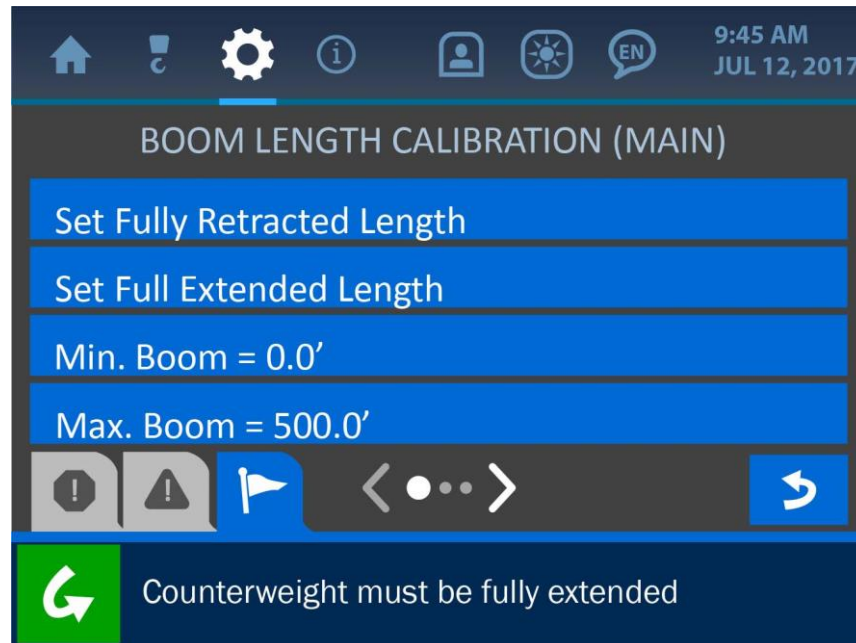 EN
9:45 AM
JUL 12, 2017
BOOM LENGTH CALIBRATION (MAIN)
Set Fully Retracted Length
Set Full Extended Length
Min. Boom = 0.0’
Max. Boom = 500.0’
Counterweight must be fully extended